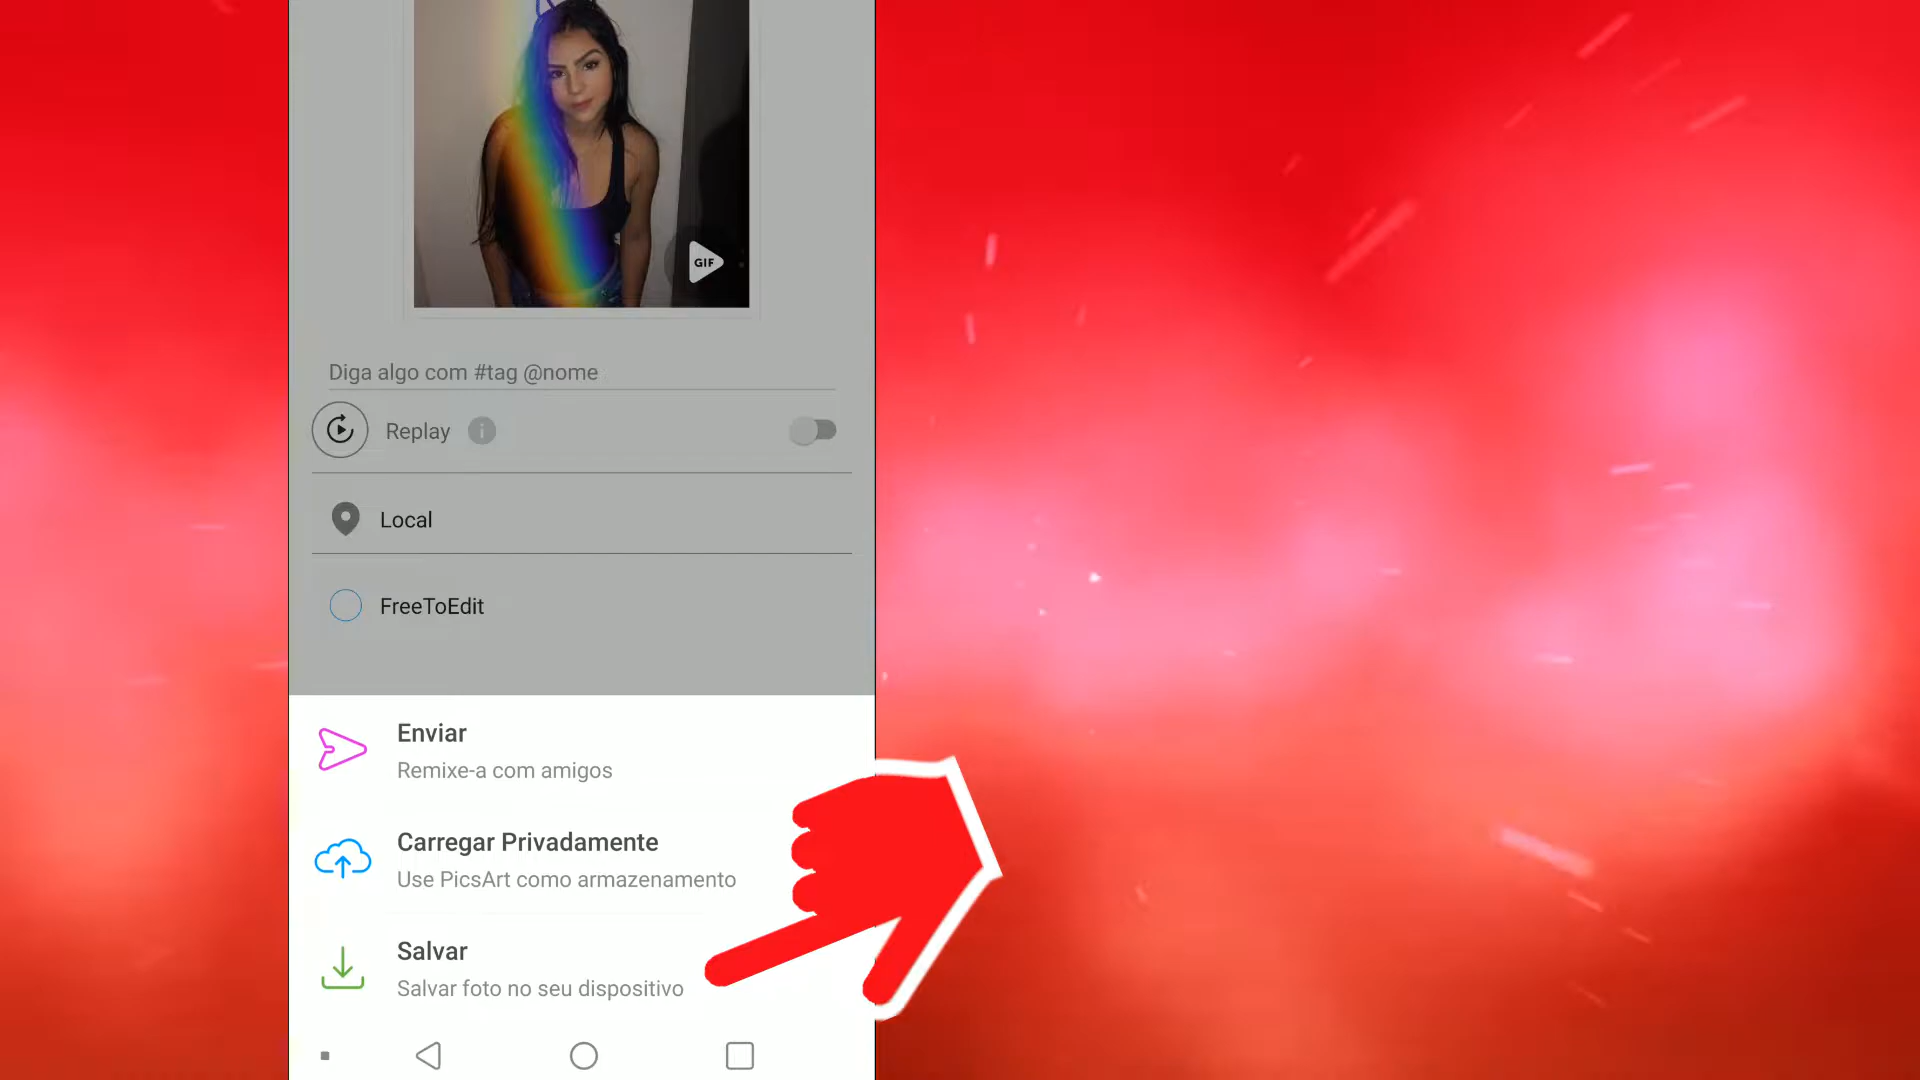 GIF
Diga algo com #tag @nome
Replay
Local
FreeToEdit
Enviar
Remixe-a com amigos
Carregar Privadamente
Use PicsArt como armazenamento
Salvar
Salvar foto no seu dispositivo